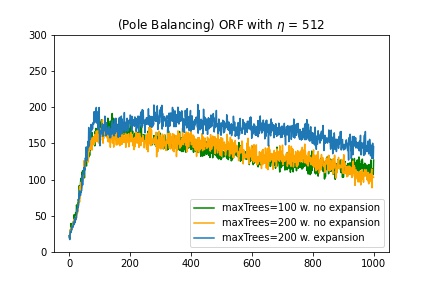 (Pole Balancing) ORF with η = 512
300
250
200
150
100
50
0
0 200 400 600 800 1000
maxTrees=100 w. no expansion
maxTrees=200 w. no expansion
maxTrees=200 w. expansion